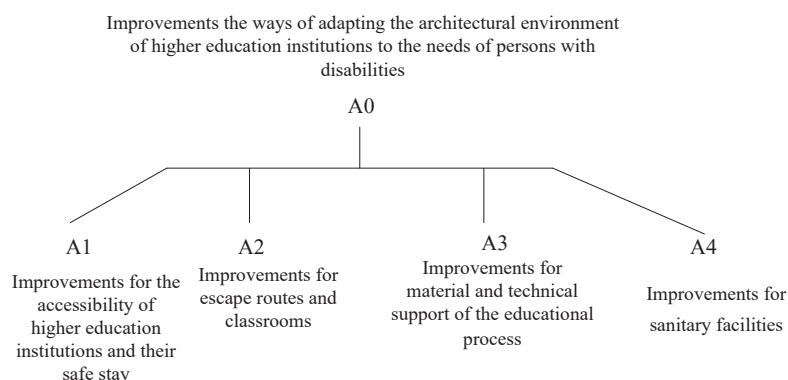 Improvements the ways of adapting the architectural environment
of higher education institutions to the needs of persons with
disabilities
A0
A1
Improvements for the
accessibility of
higher education
institutions and their
safe stay
A2
Improvements for
escape routes and
classrooms
A3
Improvements for
material and technical
support of the educational
process
A4
Improvements for
sanitary facilities